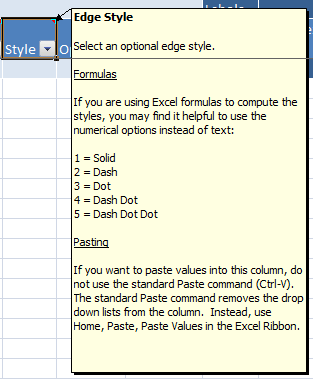 Edge Style
Select an optional edge style.
Style
Formulas
If you are using Excel formulas to compute the
styles, you may find it helpful to use the
numerical options instead of text:
1 = Solid
2 = Dash
3 = Dot
4 = Dash Dot
5 = Dash Dot Dot
Pasting
If you want to paste values into this column, do
not use the standard Paste command (Ctrl-V).
The standard Paste command removes the drop
down lists from the column.  Instead, use
Home, Paste, Paste Values in the Excel Ribbon.